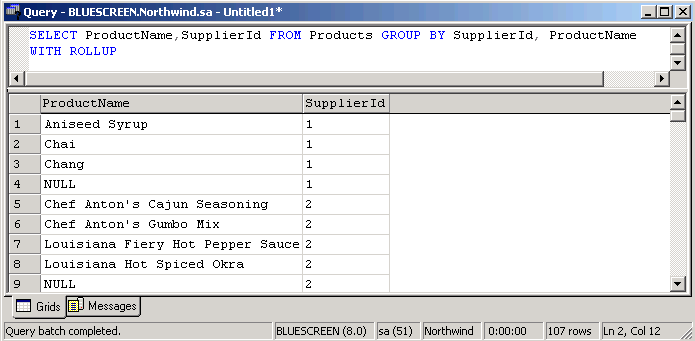 Query - BLUESCREEN.Northwind.sa - Untitled1*
SELECT ProductName,SupplierId FROM Products GROUP BY SupplierId, ProductName
WITH ROLLUP
ProductName SupplierId
1 Aniseed Syrup 1
2 Chai 1
3 Chang 1
4 NULL 1
5 Chef Anton's Cajun Seasoning 2
6 Chef Anton's Gumbo Mix 2
7 Louisiana Fiery Hot Pepper Sauce 2
8 Louisiana Hot Spiced Okra 2
9 NULL 2
Grids Messages
Query batch completed. BLUESCREEN (8.0) sa (51) Northwind 0:00:00 107 rows Ln 2, Col 12